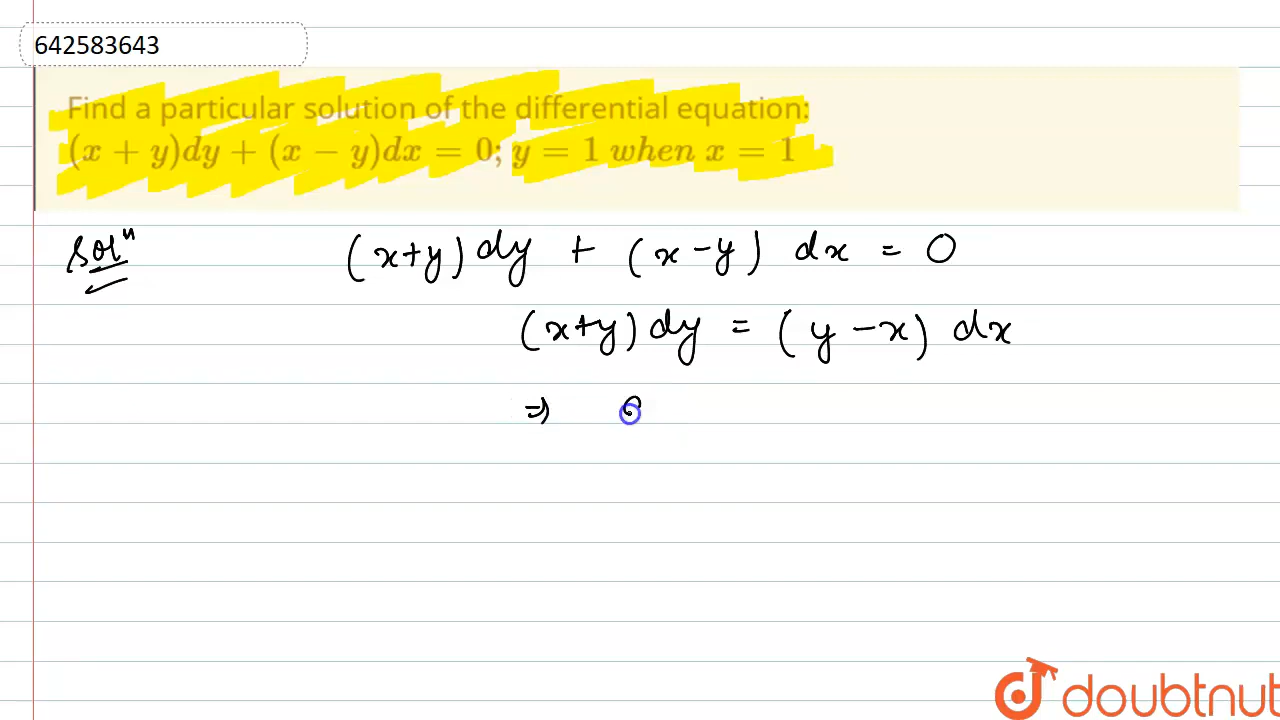 642583643
Find a particular solution of the differential equation:
(x + y)dy + (x − y)dx = 0; y = 1 when x = 1
Solⁿ (x+y) dy + (x-y) dx = 0
(x+y) dy = (y-x) dx
⇒
doubtnut